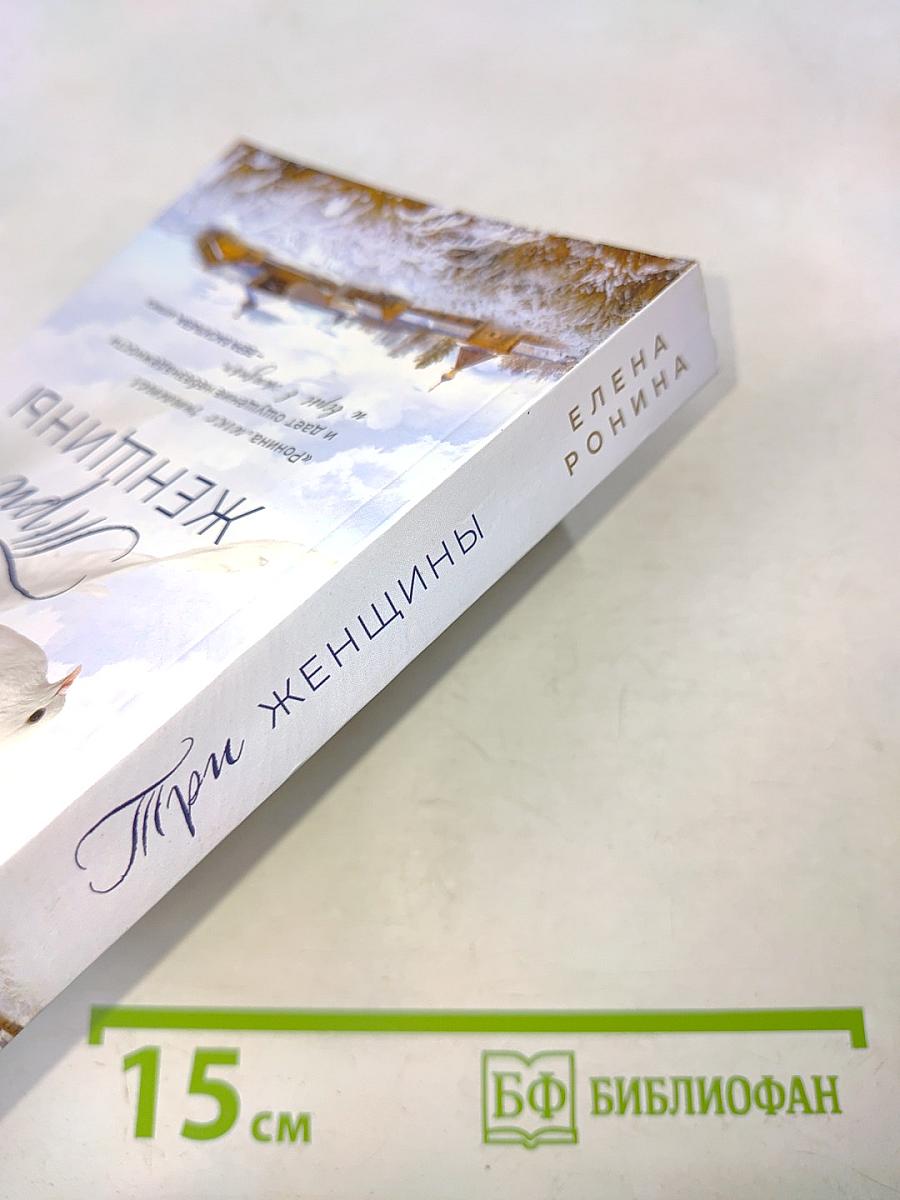 Три
ЖЕНЩИНЫ
«Ронина
и дает ощущение
и
Три ЖЕНЩИНЫ
ЕЛЕНА
РОНИНА
15 см
БФ БИБЛИОФАН